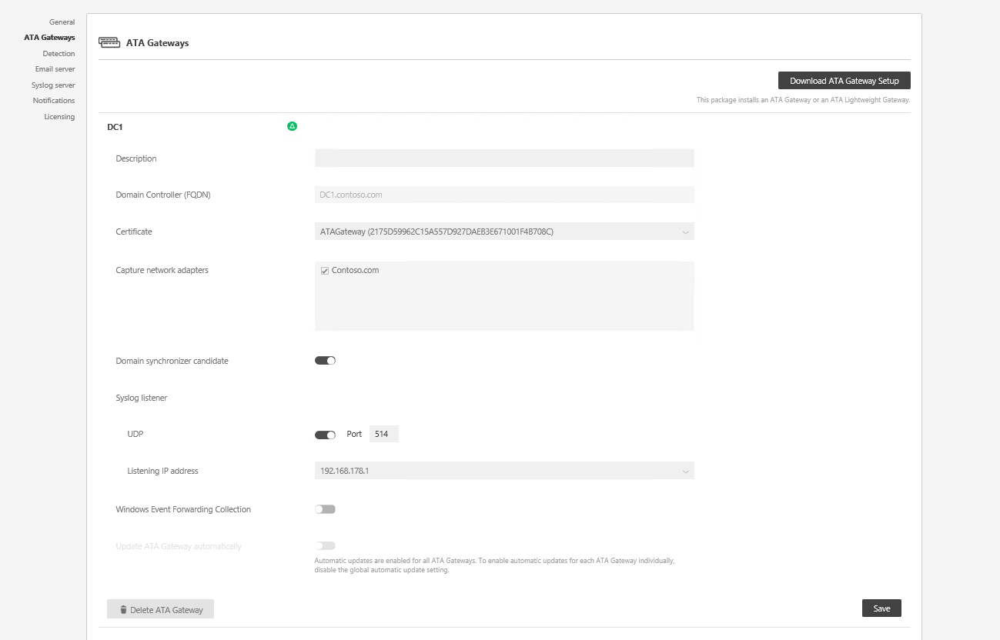 General
ATA Gateways
Detection
Email server
Syslog server
Notifications
Licensing
ATA Gateways
Download ATA Gateway Setup
This package installs an ATA Gateway or an ATA Lightweight Gateway.
DC1
Description
Domain Controller (FQDN) DC1.contoso.com
Certificate ATAGateway (2175D59962C15A557D927DAEB3E671001F4B708C)
Capture network adapters Contoso.com
Domain synchronizer candidate
Syslog listener
UDP Port 514
Listening IP address 192.168.178.1
Windows Event Forwarding Collection
Update ATA Gateway automatically
Automatic updates are enabled for all ATA Gateways. To enable automatic updates for each ATA Gateway individually,
disable the global automatic update setting.
Delete ATA Gateway Save